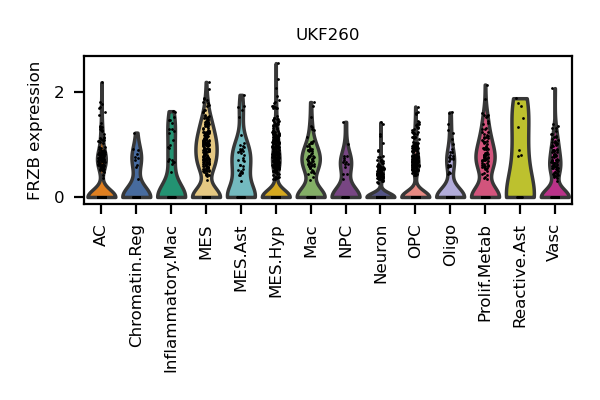 UKF260
FRZB expression
2
0
AC
Chromatin.Reg
Inflammatory.Mac
MES
MES.Ast
MES.Hyp
Mac
NPC
Neuron
OPC
Oligo
Prolif.Metab
Reactive.Ast
Vasc